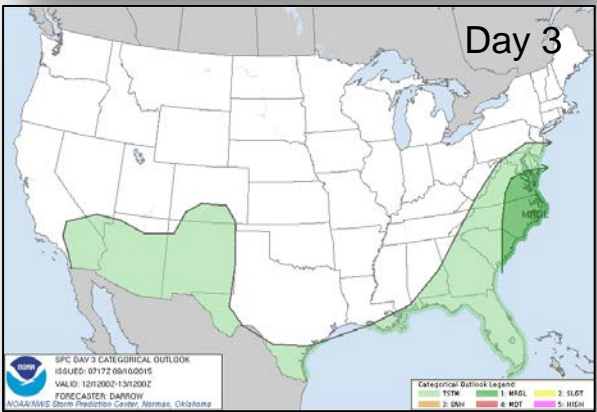 Day 3
MRGL
SPC DAY 3 CATEGORICAL OUTLOOK
ISSUED: 0717Z 09/10/2015
VALID: 12/1200Z-13/1200Z
FORECASTER: DARROW
NOAA/NWS Storm Prediction Center, Norman, Oklahoma
NOAA
Categorical Outlook Legend:
TSTM 1: MRGL 2: SLGT
3: ENH 4: MDT 5: HIGH